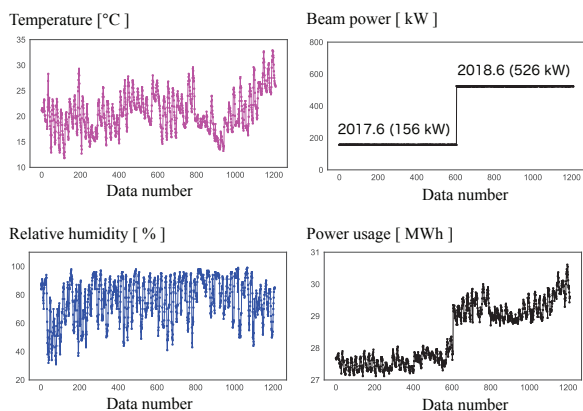 Temperature [°C]
35
30
25
20
15
10
0 200 400 600 800 1000 1200
Data number
Beam power [ kW]
800
600
400
200
0
2018.6 (526 kW)
2017.6 (156 kW)
0 200 400 600 800 1000 1200
Data number
Relative humidity [ %]
100
80
60
40
20
0 200 400 600 800 1000 1200
Data number
Power usage [ MWh]
31
30
29
28
27
0 200 400 600 800 1000 1200
Data number